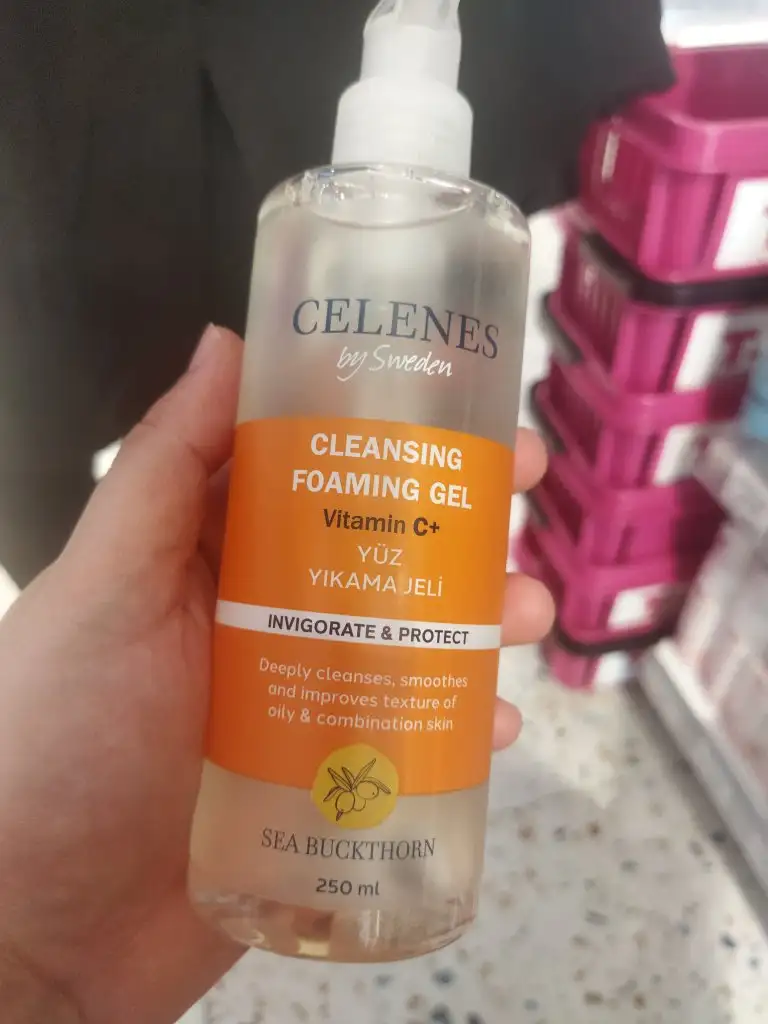 CELENES
by Sweden
CLEANSING
FOAMING GEL
Vitamin C+
YÜZ
YIKAMA JELİ
INVIGORATE & PROTECT
Deeply cleanses, smoothes
and improves texture of
oily & combination skin
SEA BUCKTHORN
250 ml